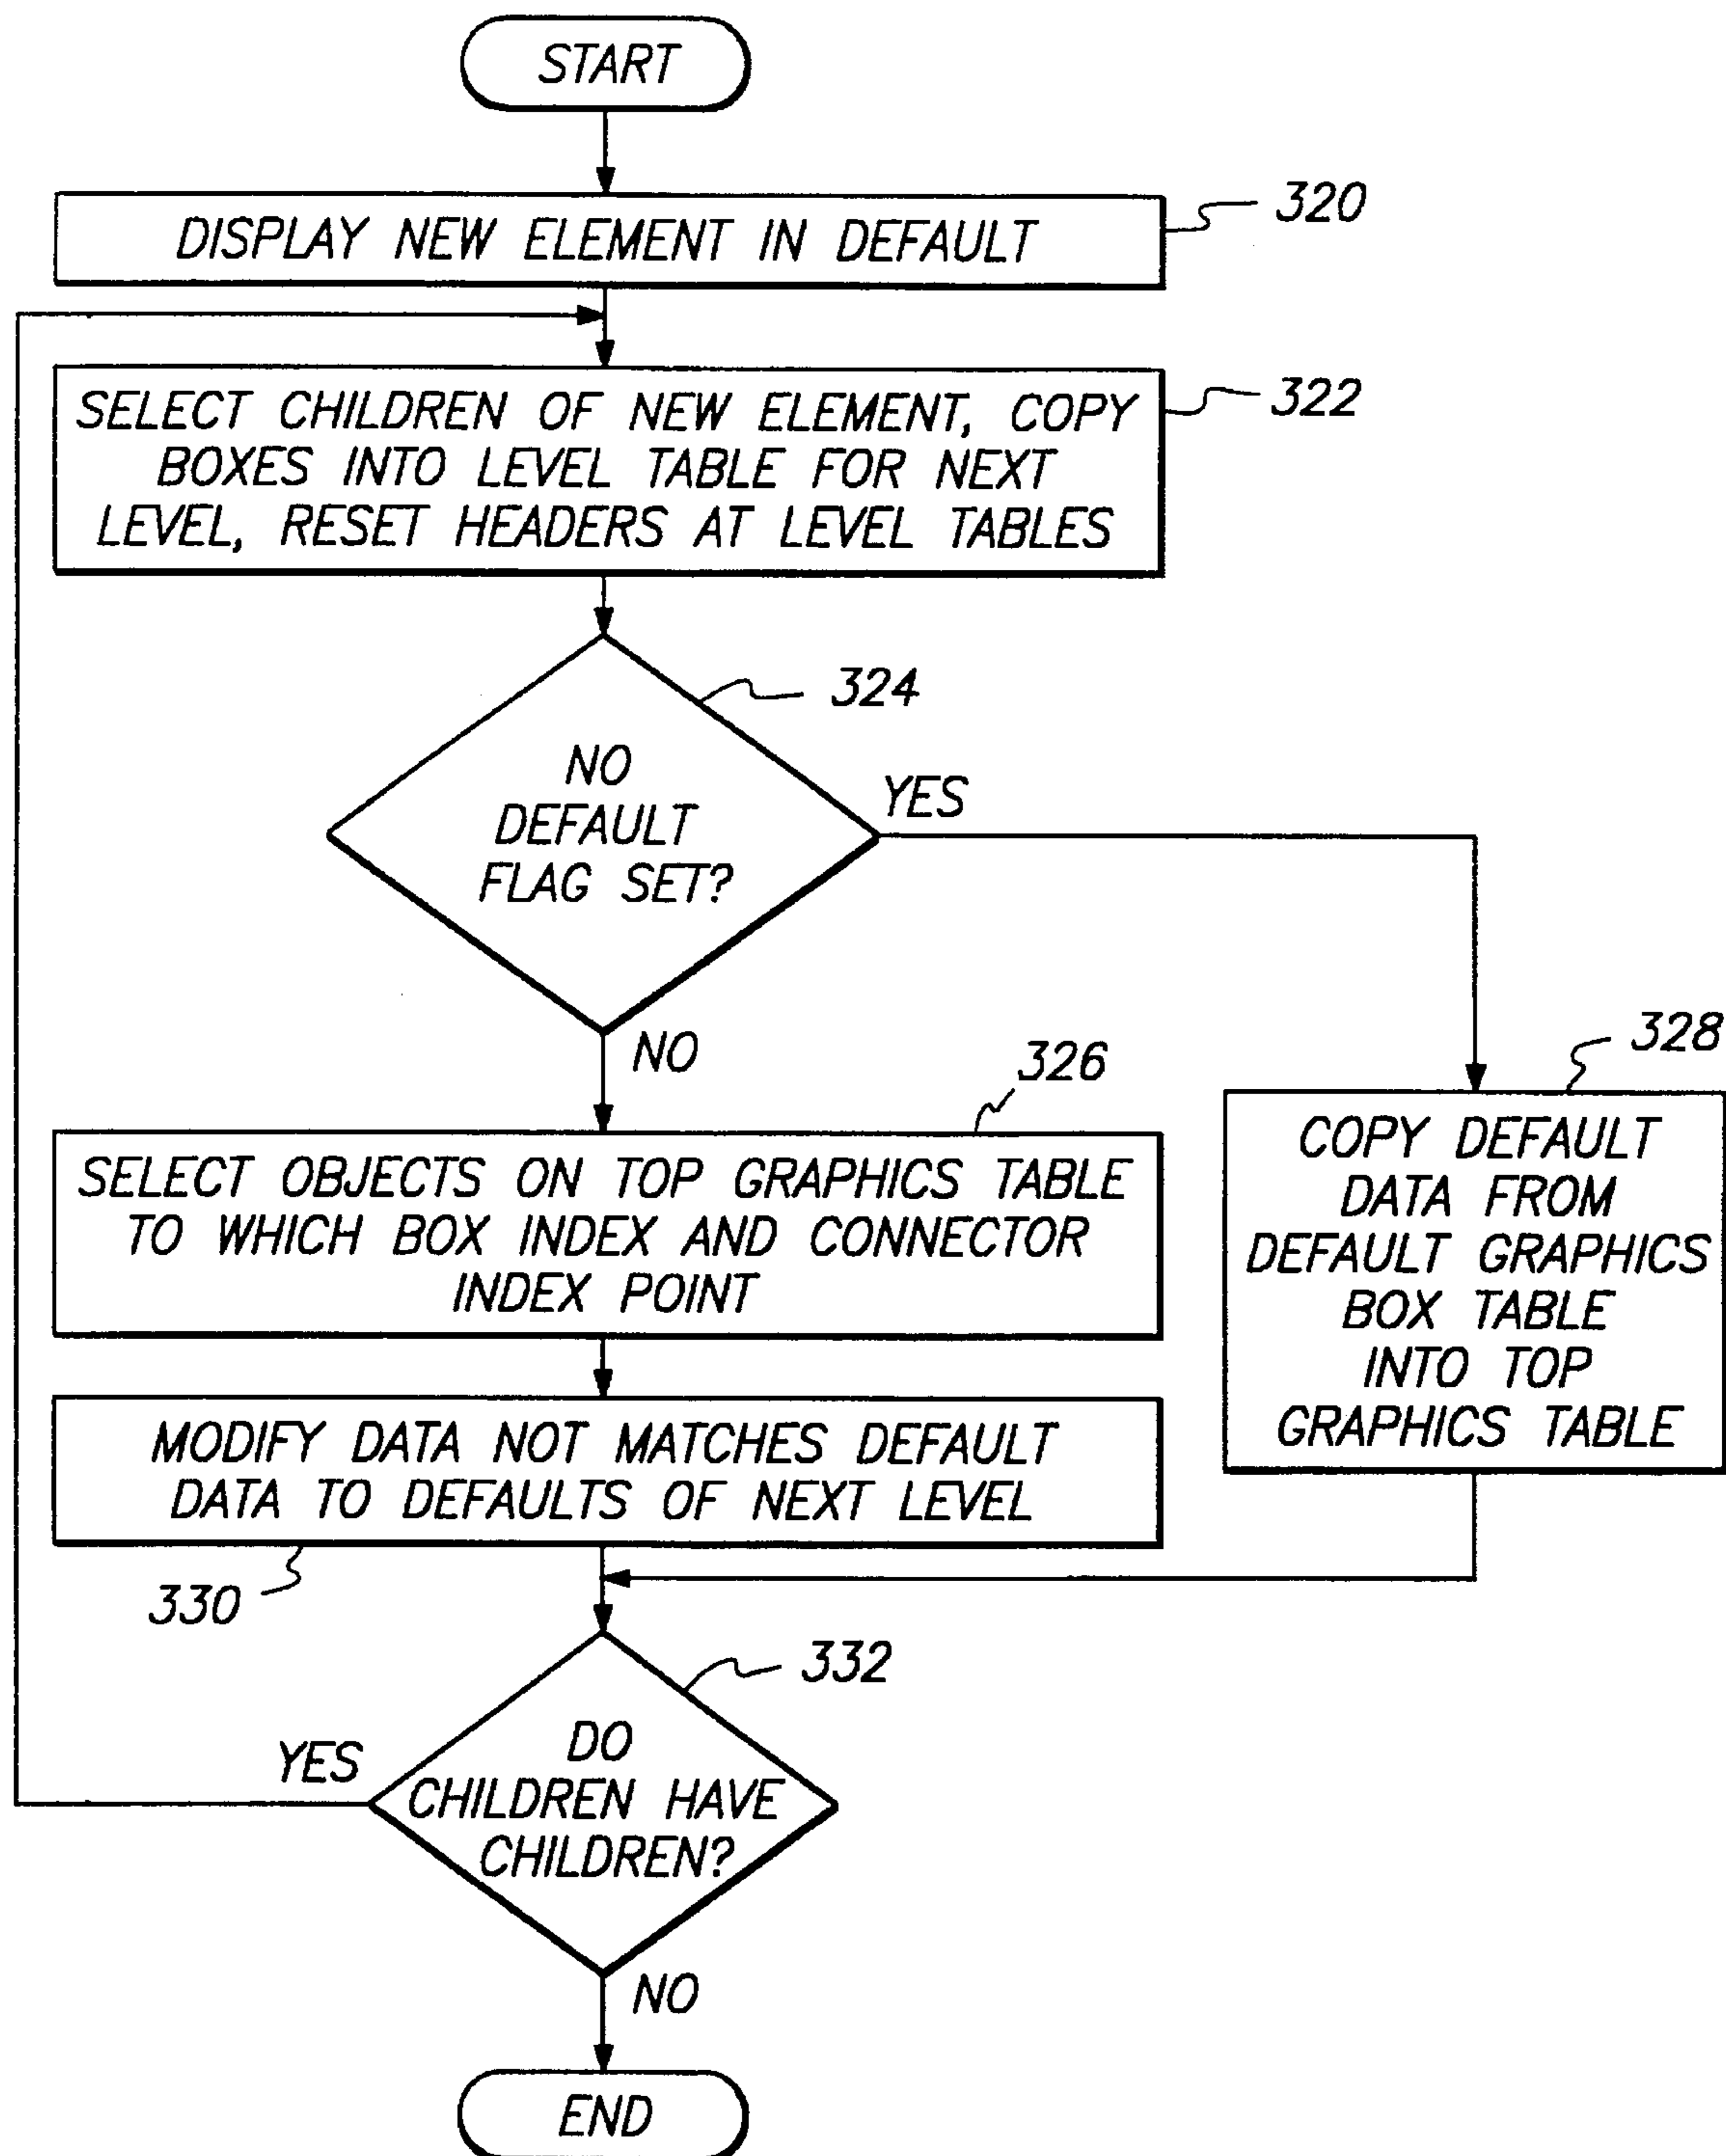 START
DISPLAY NEW ELEMENT IN DEFAULT
320
SELECT CHILDREN OF NEW ELEMENT, COPY
BOXES INTO LEVEL TABLE FOR NEXT
LEVEL, RESET HEADERS AT LEVEL TABLES
322
324
NO
DEFAULT
FLAG SET?
YES
NO
326
SELECT OBJECTS ON TOP GRAPHICS TABLE
TO WHICH BOX INDEX AND CONNECTOR
INDEX POINT
328
COPY DEFAULT
DATA FROM
DEFAULT GRAPHICS
BOX TABLE
INTO TOP
GRAPHICS TABLE
MODIFY DATA NOT MATCHES DEFAULT
DATA TO DEFAULTS OF NEXT LEVEL
330
332
DO
CHILDREN HAVE
CHILDREN?
YES
NO
END